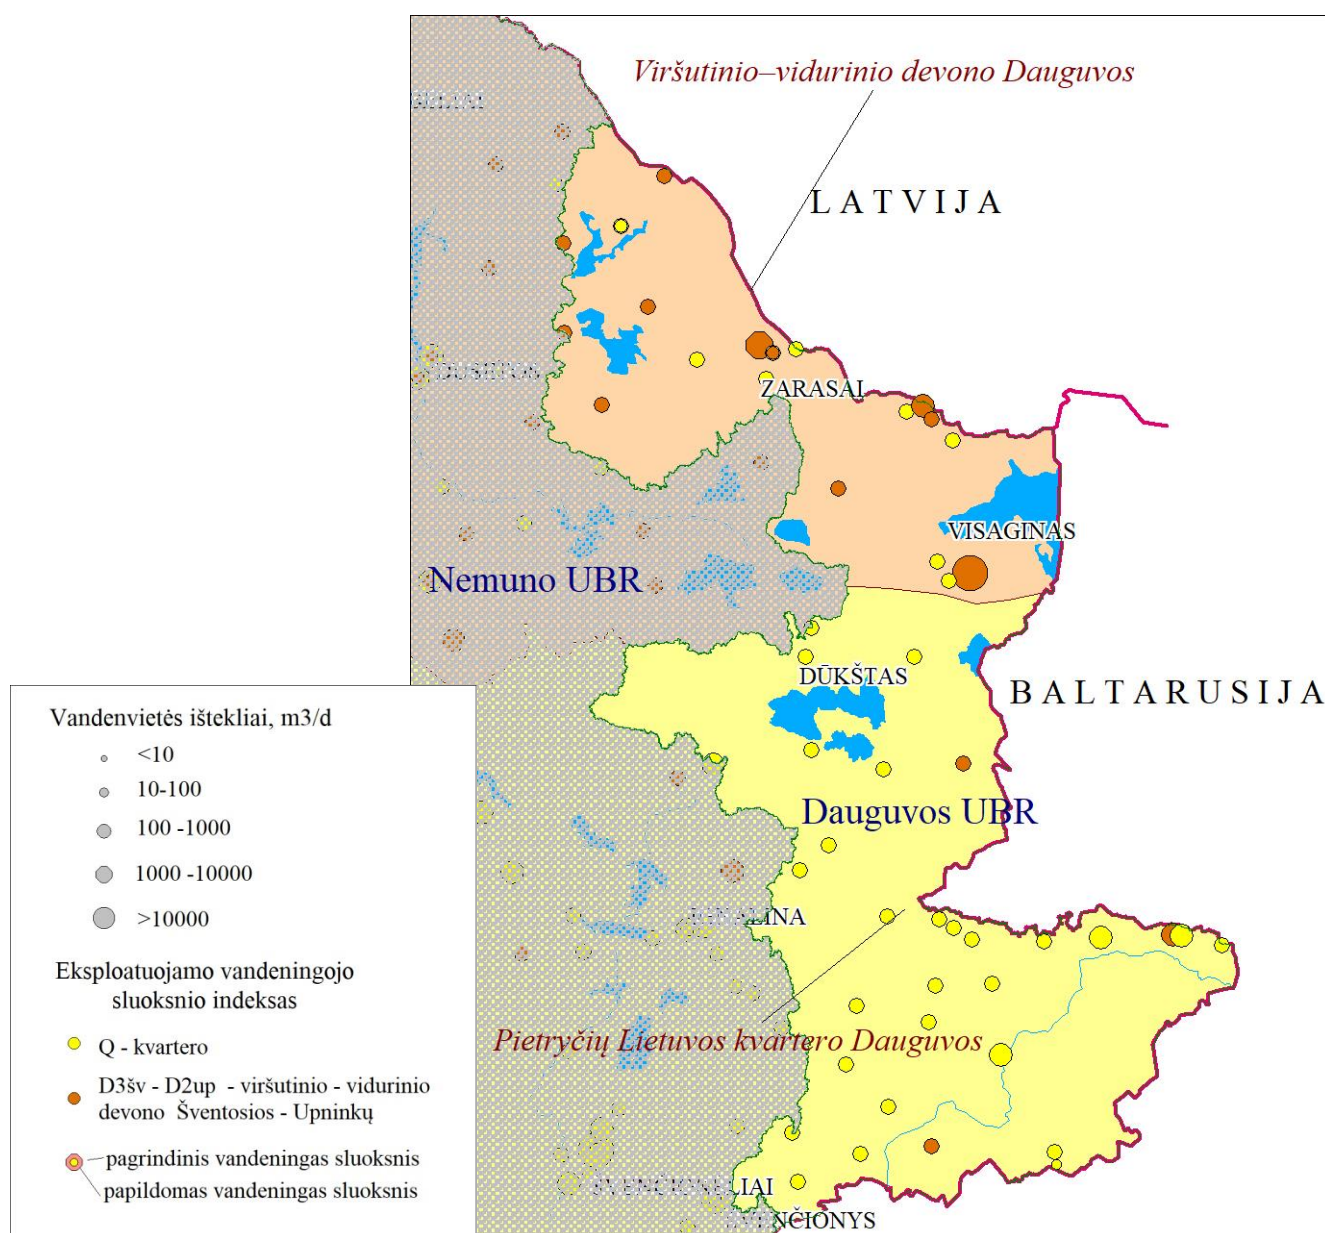 Viršutinio–vidurinio devono Dauguvos
LATVIJA
ZARASAI
VISAGINAS
Nemuno UBR
DŪKŠTAS
BALTARUSIJA
Dauguvos UBR
Pietryčių Lietuvos kvartero Dauguvos
Vandenvietės ištekliai, m3/d
<10
10-100
100 -1000
1000 -10000
>10000
Eksploatuojamo vandeningojo
sluoksnio indeksas
Q - kvartero
D3šv - D2up - viršutinio - vidurinio
devono Šventosios - Upninkų
pagrindinis vandeningas sluoksnis
papildomas vandeningas sluoksnis